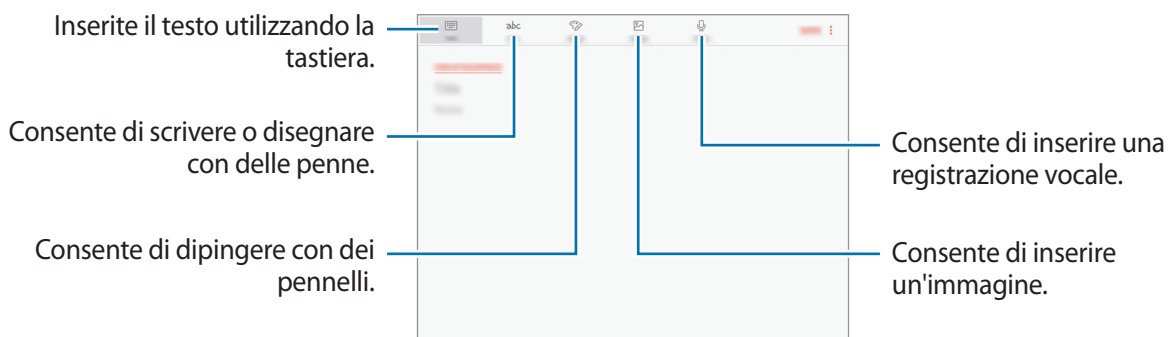 Inserite il testo utilizzando la
tastiera.
abc
Consente di scrivere o disegnare
con delle penne.
Consente di inserire una
registrazione vocale.
Consente di dipingere con dei
pennelli.
Consente di inserire
un'immagine.